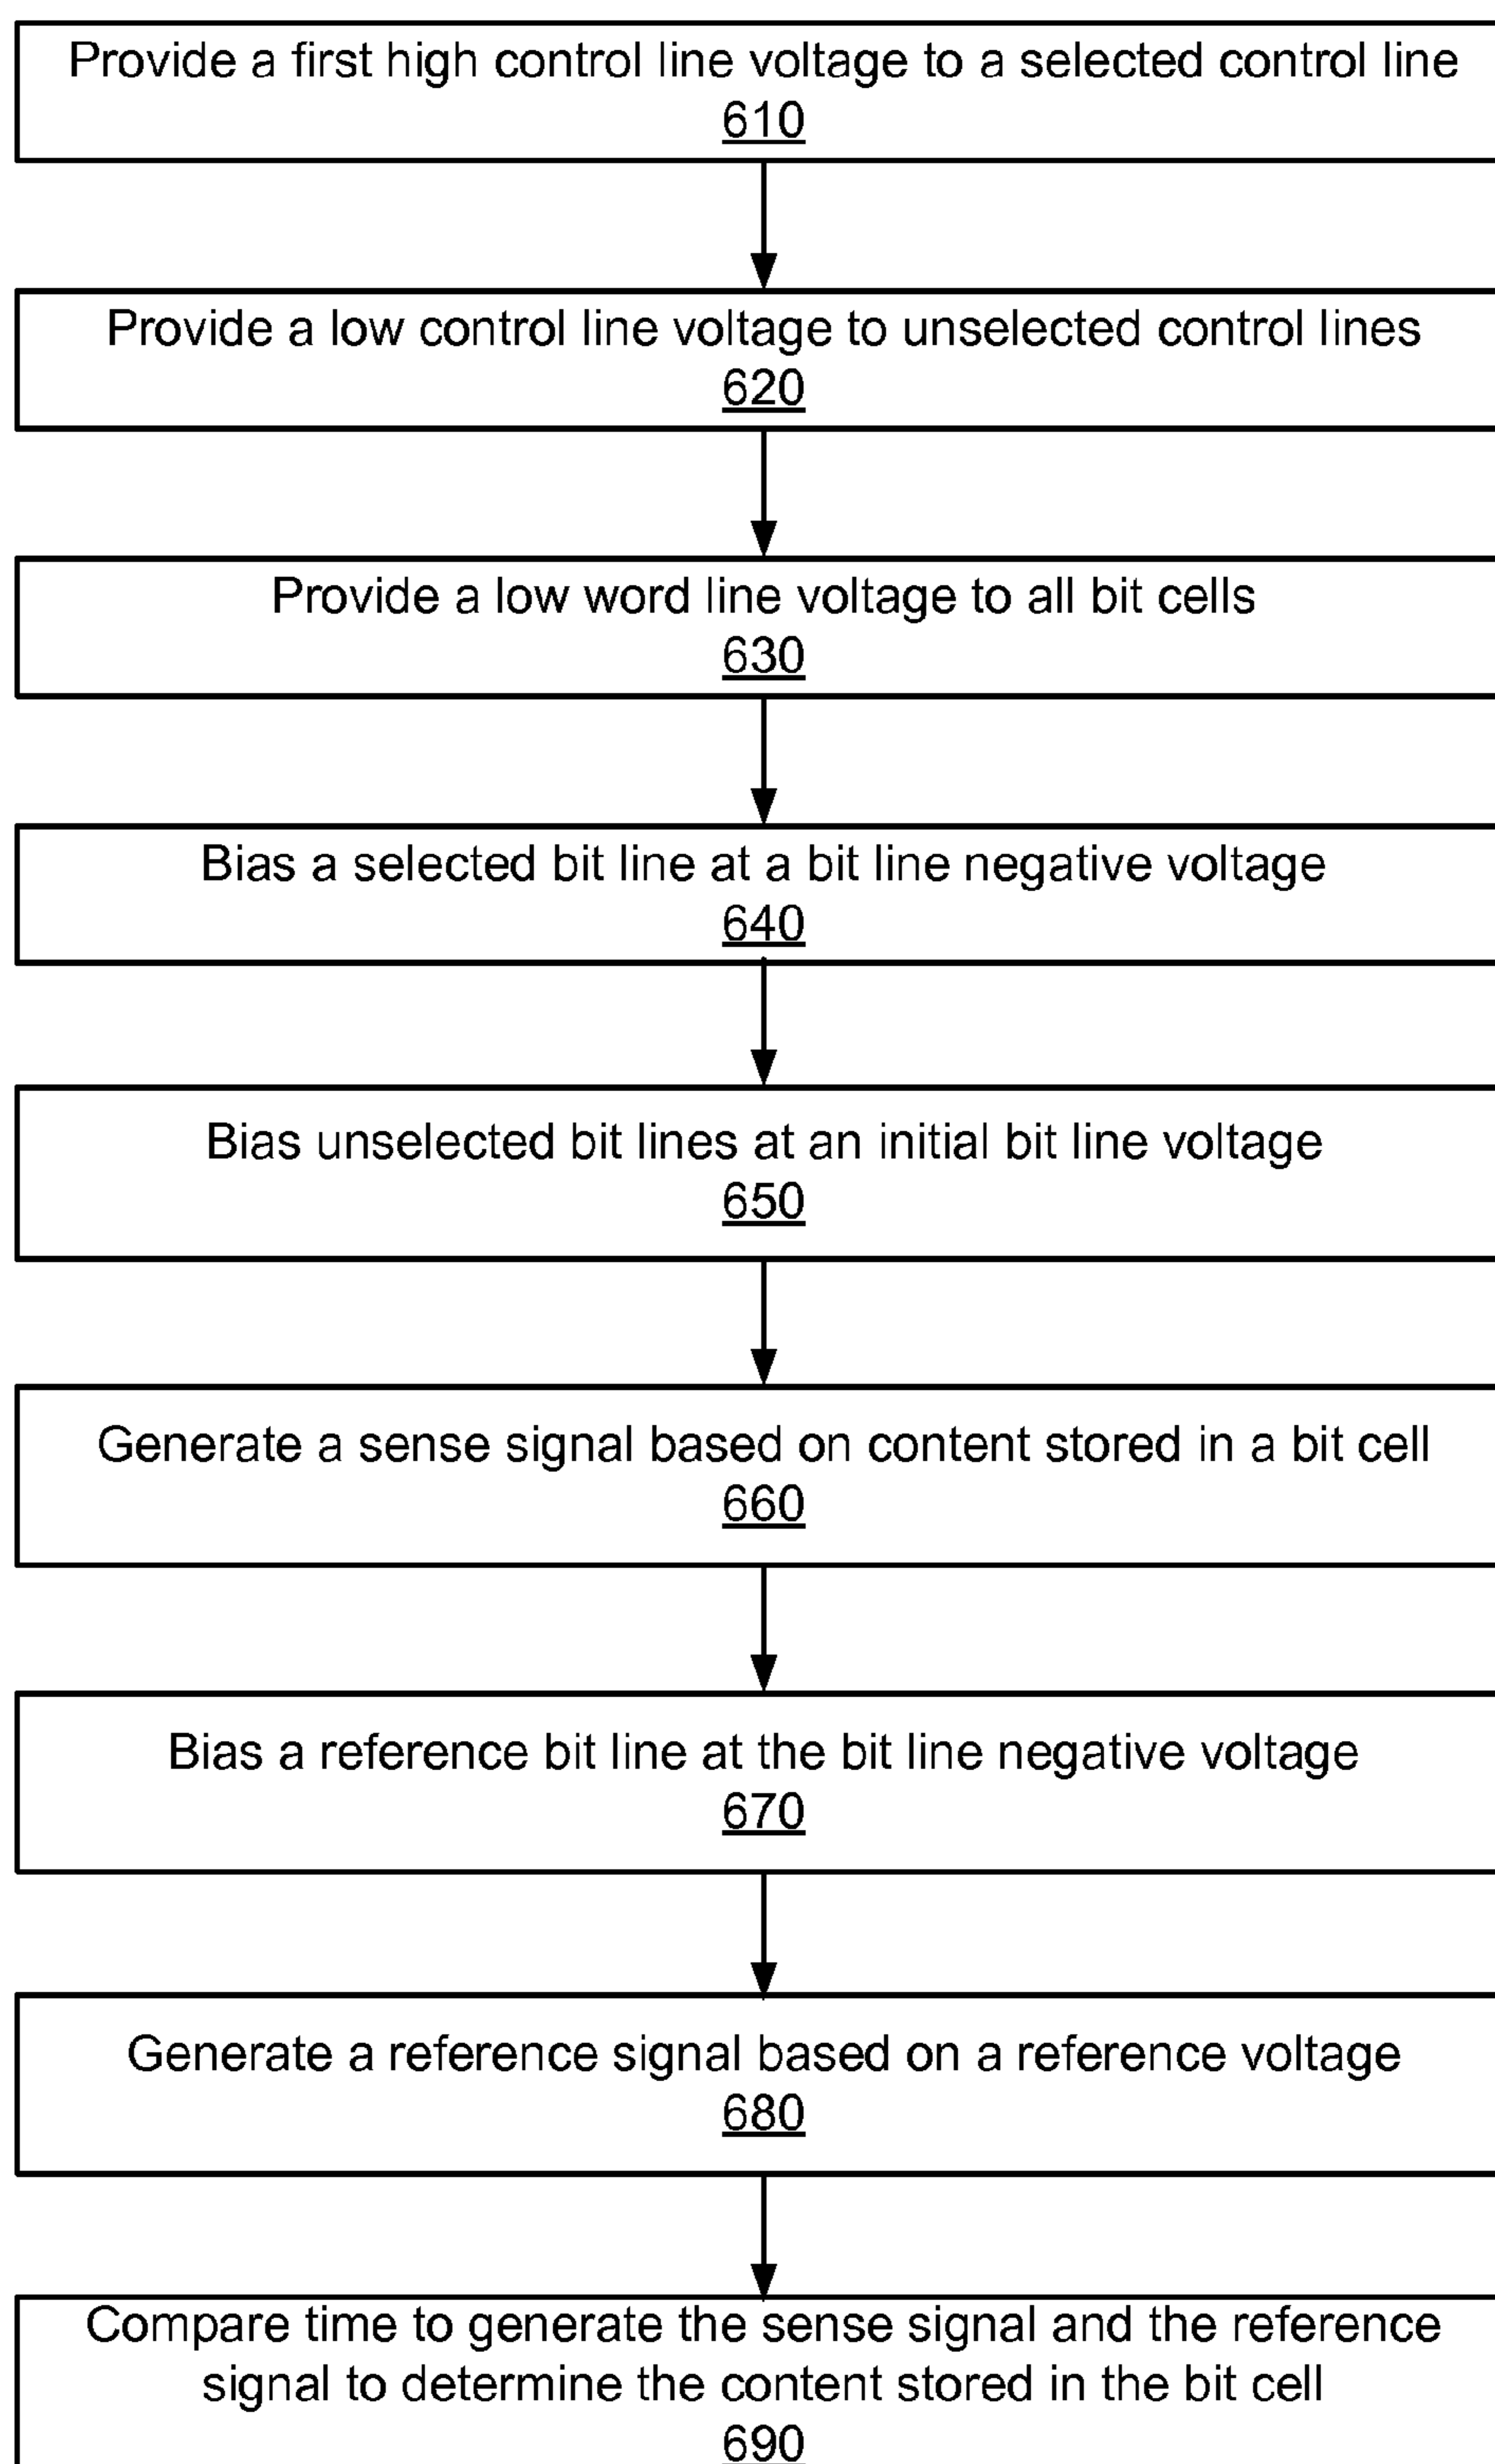 Provide a first high control line voltage to a selected control line
610
Provide a low control line voltage to unselected control lines
620
Provide a low word line voltage to all bit cells
630
Bias a selected bit line at a bit line negative voltage
640
Bias unselected bit lines at an initial bit line voltage
650
Generate a sense signal based on content stored in a bit cell
660
Bias a reference bit line at the bit line negative voltage
670
Generate a reference signal based on a reference voltage
680
Compare time to generate the sense signal and the reference
signal to determine the content stored in the bit cell
690